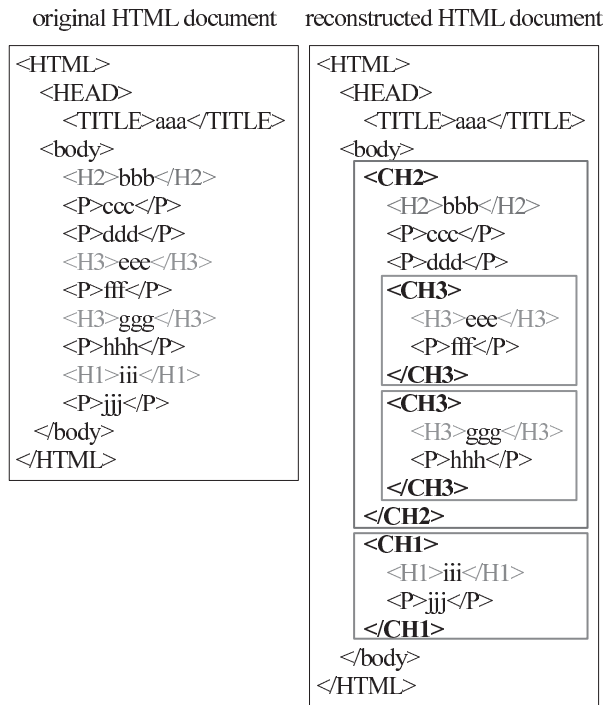 original HTML document
<HTML>
<HEAD>
<TITLE>aaa</TITLE>
<body>
<H2>bbb</H2>
<P>ccc</P>
<P>ddd</P>
<H3>eee</H3>
<P>fff</P>
<H3>ggg</H3>
<P>hhh</P>
<H1>iii</H1>
<P>jjj</P>
</body>
</HTML>
reconstructed HTML document
<HTML>
<HEAD>
<TITLE>aaa</TITLE>
<body>
<CH2>
<H2>bbb</H2>
<P>ccc</P>
<P>ddd</P>
<CH3>
<H3>eee</H3>
<P>fff</P>
</CH3>
<CH3>
<H3>ggg</H3>
<P>hhh</P>
</CH3>
</CH2>
<CH1>
<H1>iii</H1>
<P>jjj</P>
</CH1>
</body>
</HTML>